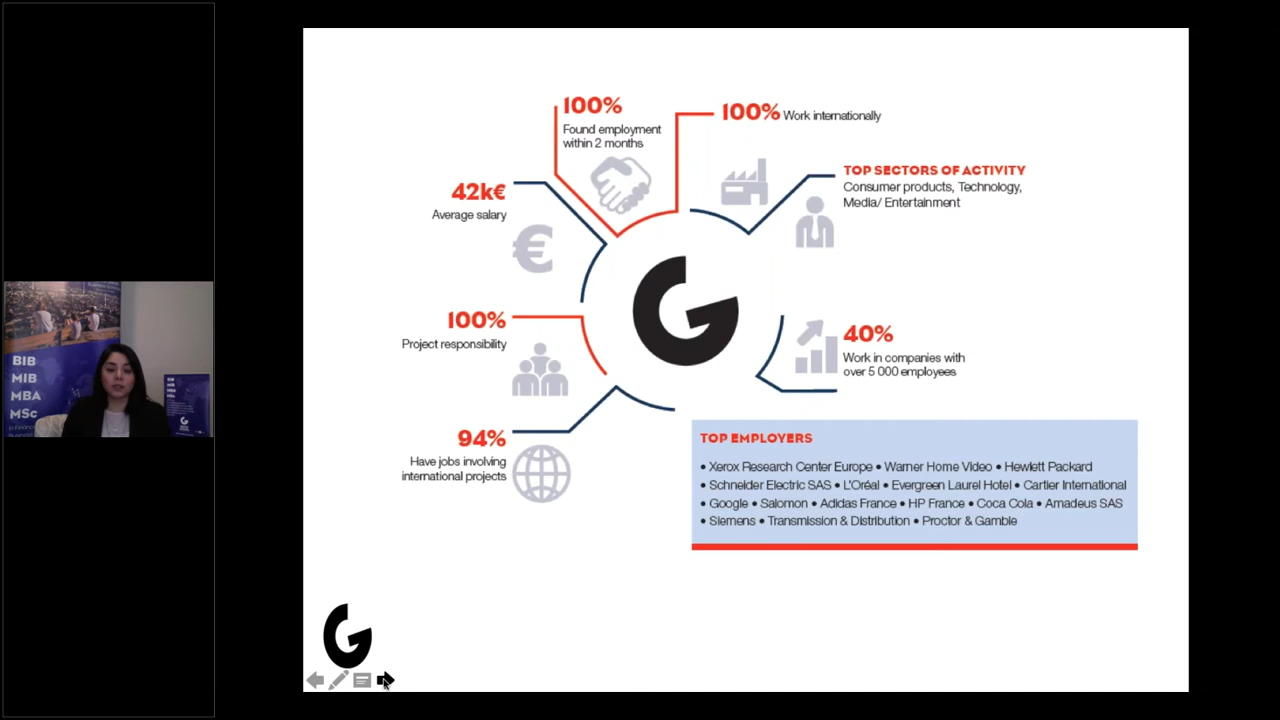 100%
Found employment
within 2 months
100% Work internationally
TOP SECTORS OF ACTIVITY
Consumer products, Technology,
Media/ Entertainment
42k€
Average salary
€
100%
Project responsibility
40%
Work in companies with
over 5 000 employees
94%
Have jobs involving
international projects
TOP EMPLOYERS
• Xerox Research Center Europe • Warner Home Video • Hewlett Packard
• Schneider Electric SAS • L'Oréal • Evergreen Laurel Hotel • Cartier International
• Google • Salomon • Adidas France • HP France • Coca Cola • Amadeus SAS
• Siemens • Transmission & Distribution • Proctor & Gamble
G
G
BIB
MIB
MBA
MSc